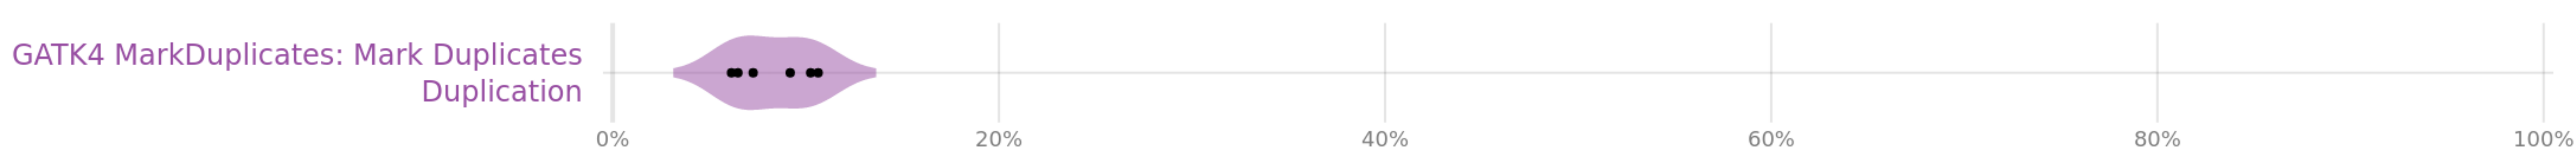 GATK4 MarkDuplicates: Mark Duplicates
Duplication
0% 20% 40% 60% 80% 100%